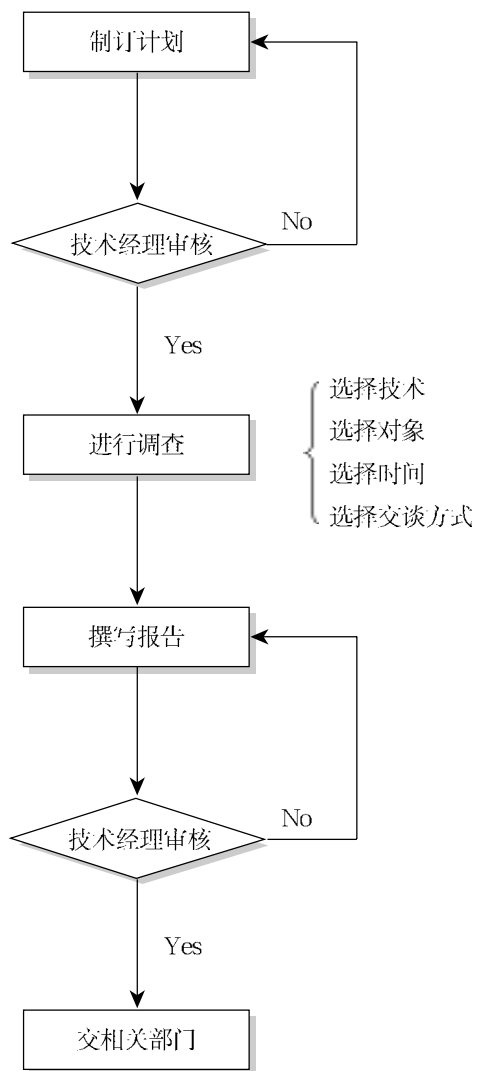 制订计划
No
技术经理审核
Yes
选择技术
选择对象
进行调查
选择时间
选择交谈方式
撰写报告
No
技术经理审核
Yes
交相关部门